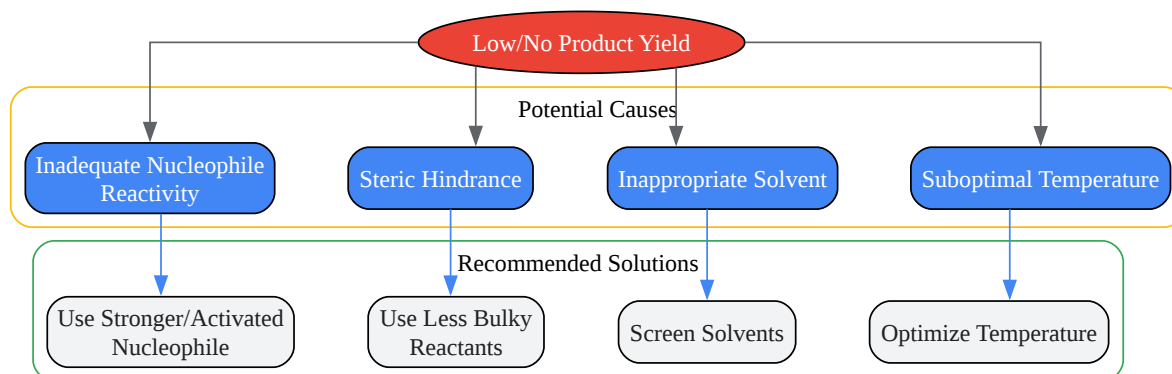 Low/No Product Yield
Potential Causes
Inadequate Nucleophile
Reactivity
Steric Hindrance
Inappropriate Solvent
Suboptimal Temperature
Recommended Solutions
Use Stronger/Activated
Nucleophile
Use Less Bulky
Reactants
Screen Solvents
Optimize Temperature